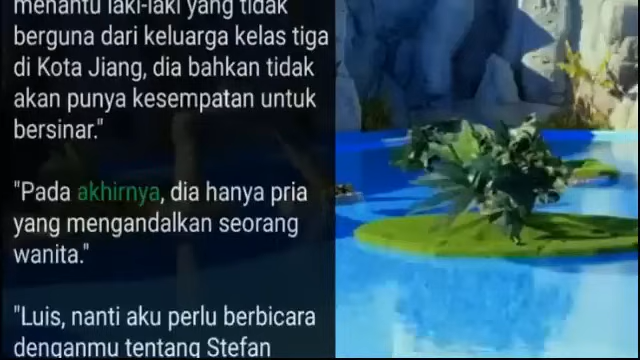 menantu laki-laki yang tidak
berguna dari keluarga kelas tiga
di Kota Jiang, dia bahkan tidak
akan punya kesempatan untuk
bersinar."
"Pada akhirnya, dia hanya pria
yang mengandalkan seorang
wanita."
"Luis, nanti aku perlu berbicara
denganmu tentang Stefan